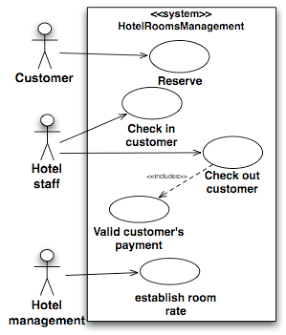 <<system>>
HotelRoomsManagement
Customer
Reserve
Check in
customer
Hotel
staff
Check out
customer
<<includes>>
Valid customer's
payment
Hotel
management
establish room
rate